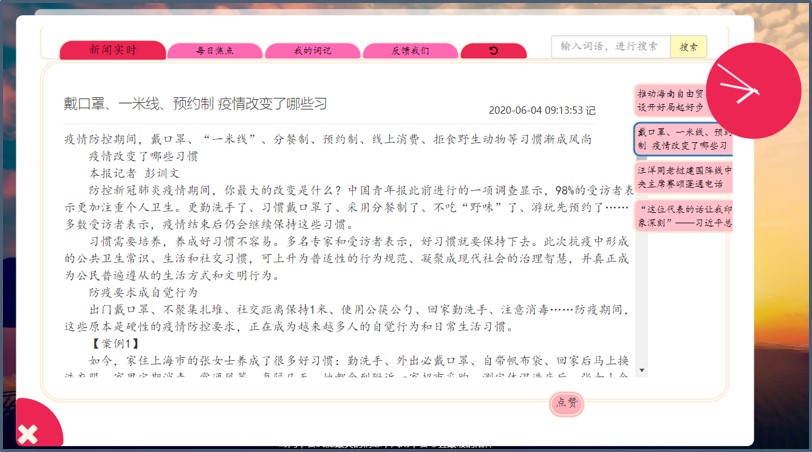 新闻实时
每日焦点
我的词记
反馈我们
输入词语，进行搜索
搜索
戴口罩、一米线、预约制 疫情改变了哪些习
2020-06-04 09:13:53 记
疫情防控期间，戴口罩、“一米线”、分餐制、预约制、线上消费、拒食野生动物等习惯渐成风尚
疫情改变了哪些习惯
本报记者 彭训文
防控新冠肺炎疫情期间，你最大的改变是什么？中国青年报此前进行的一项调查显示，98%的受访者表
示更加注重个人卫生。更勤洗手了、习惯戴口罩了、采用分餐制了、不吃“野味”了、游玩先预约了……
多数受访者表示，疫情结束后仍会继续保持这些习惯。
习惯需要培养，养成好习惯不容易。多名专家和受访者表示，好习惯就要保持下去。此次抗疫中形成
的公共卫生常识、生活和社交习惯，可上升为普适性的行为规范、凝聚成现代社会的治理智慧，并真正成
为公民普遍遵从的生活方式和文明行为。
防疫要求成自觉行为
出门戴口罩、不聚集扎堆、社交距离保持1米、使用公筷公勺、回家勤洗手、注意消毒……防疫期间，
这些原本是硬性的疫情防控要求，正在成为越来越多人的自觉行为和日常生活习惯。
【案例1】
如今，家住上海市的张女士养成了很多好习惯：勤洗手、外出必戴口罩、自带帆布袋、回家后马上换
推动海南自由贸
设开好局起好步
戴口罩、一米线、预约
制 疫情改变了哪些习
汪洋同老挝建国阵线中
央主席赛颂蓬通电话
“这位代表的话让我印
象深刻”——习近平总
点赞